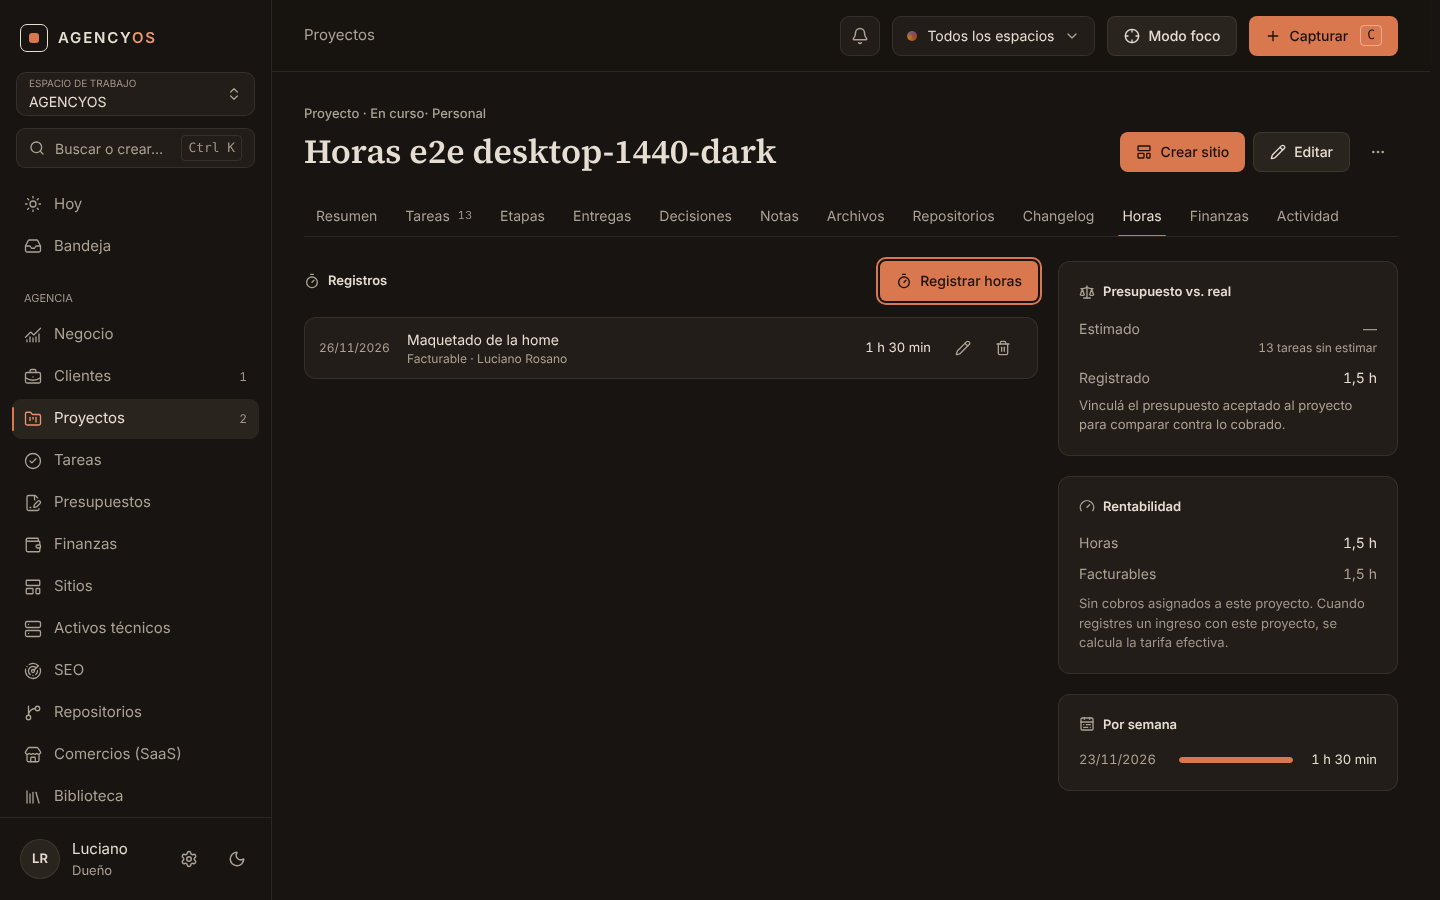 AGENCYOS
ESPACIO DE TRABAJO
AGENCYOS
Buscar o crear... Ctrl K
Hoy
Bandeja
AGENCIA
Negocio
Clientes 1
Proyectos 2
Tareas
Presupuestos
Finanzas
Sitios
Activos técnicos
SEO
Repositorios
Comercios (SaaS)
Biblioteca
LR
Luciano
Dueño
Proyectos
Todos los espacios
Modo foco
Capturar C
Proyecto · En curso· Personal
Horas e2e desktop-1440-dark
Crear sitio
Editar
Resumen Tareas 13 Etapas Entregas Decisiones Notas Archivos Repositorios Changelog Horas Finanzas Actividad
Registros
Registrar horas
26/11/2026
Maquetado de la home
Facturable · Luciano Rosano
1 h 30 min
Presupuesto vs. real
Estimado —
13 tareas sin estimar
Registrado 1,5 h
Vinculá el presupuesto aceptado al proyecto
para comparar contra lo cobrado.
Rentabilidad
Horas 1,5 h
Facturables 1,5 h
Sin cobros asignados a este proyecto. Cuando
registres un ingreso con este proyecto, se
calcula la tarifa efectiva.
Por semana
23/11/2026 1 h 30 min